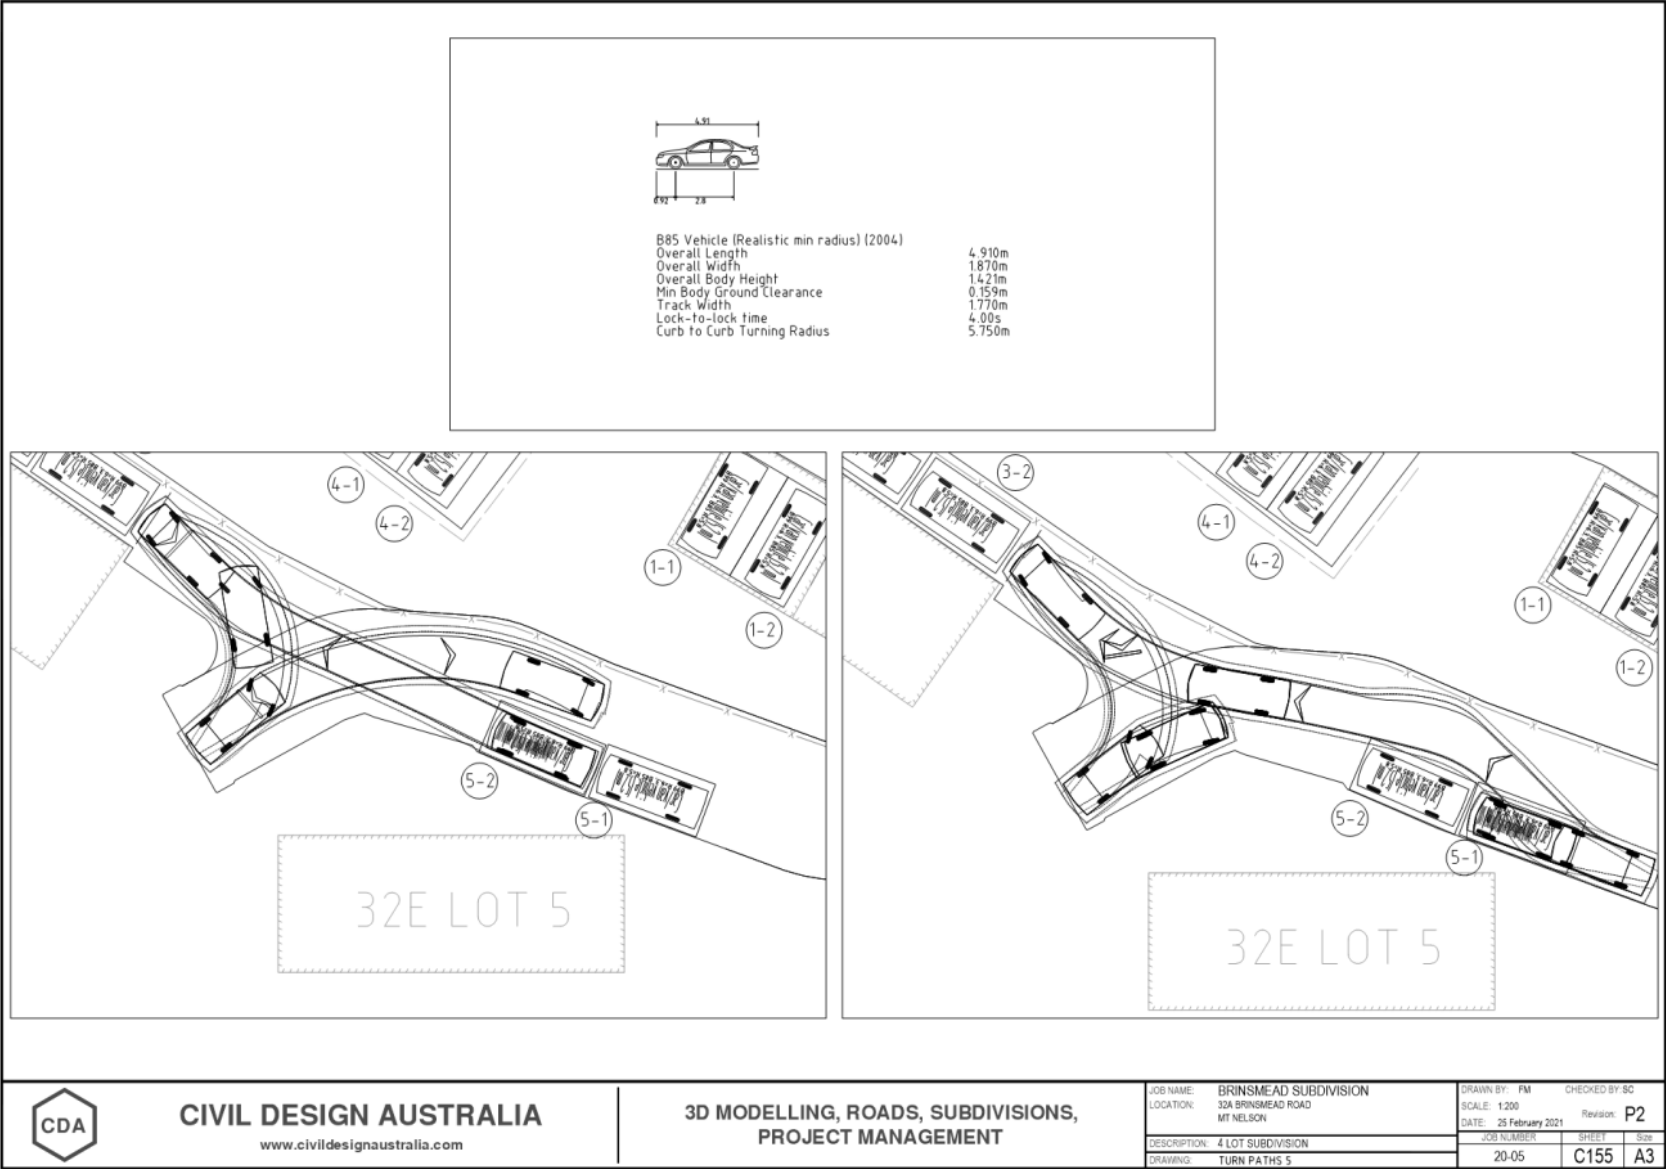 4.91
0.92
2.8
B85 Vehicle (Realistic min radius) (2004)
Overall Length 4.910m
Overall Width 1.870m
Overall Body Height 1.421m
Min Body Ground Clearance 0.159m
Track Width 1.770m
Lock-to-lock time 4.00s
Curb to Curb Turning Radius 5.750m
4-1
4-2
1-1
1-2
5-2
5-1
32E LOT 5
3-2
4-1
4-2
1-1
1-2
5-2
5-1
32E LOT 5
CDA
CIVIL DESIGN AUSTRALIA
www.civildesignaustralia.com
3D MODELLING, ROADS, SUBDIVISIONS,
PROJECT MANAGEMENT
JOB NAME: BRINSMEAD SUBDIVISION
LOCATION: 32A BRINSMEAD ROAD
MT NELSON
DESCRIPTION: 4 LOT SUBDIVISION
DRAWING: TURN PATHS 5
DRAWN BY: FM CHECKED BY: SC
SCALE: 1:200
Revision: P2
DATE: 25 February 2021
JOB NUMBER SHEET Size
20-05 C155 A3